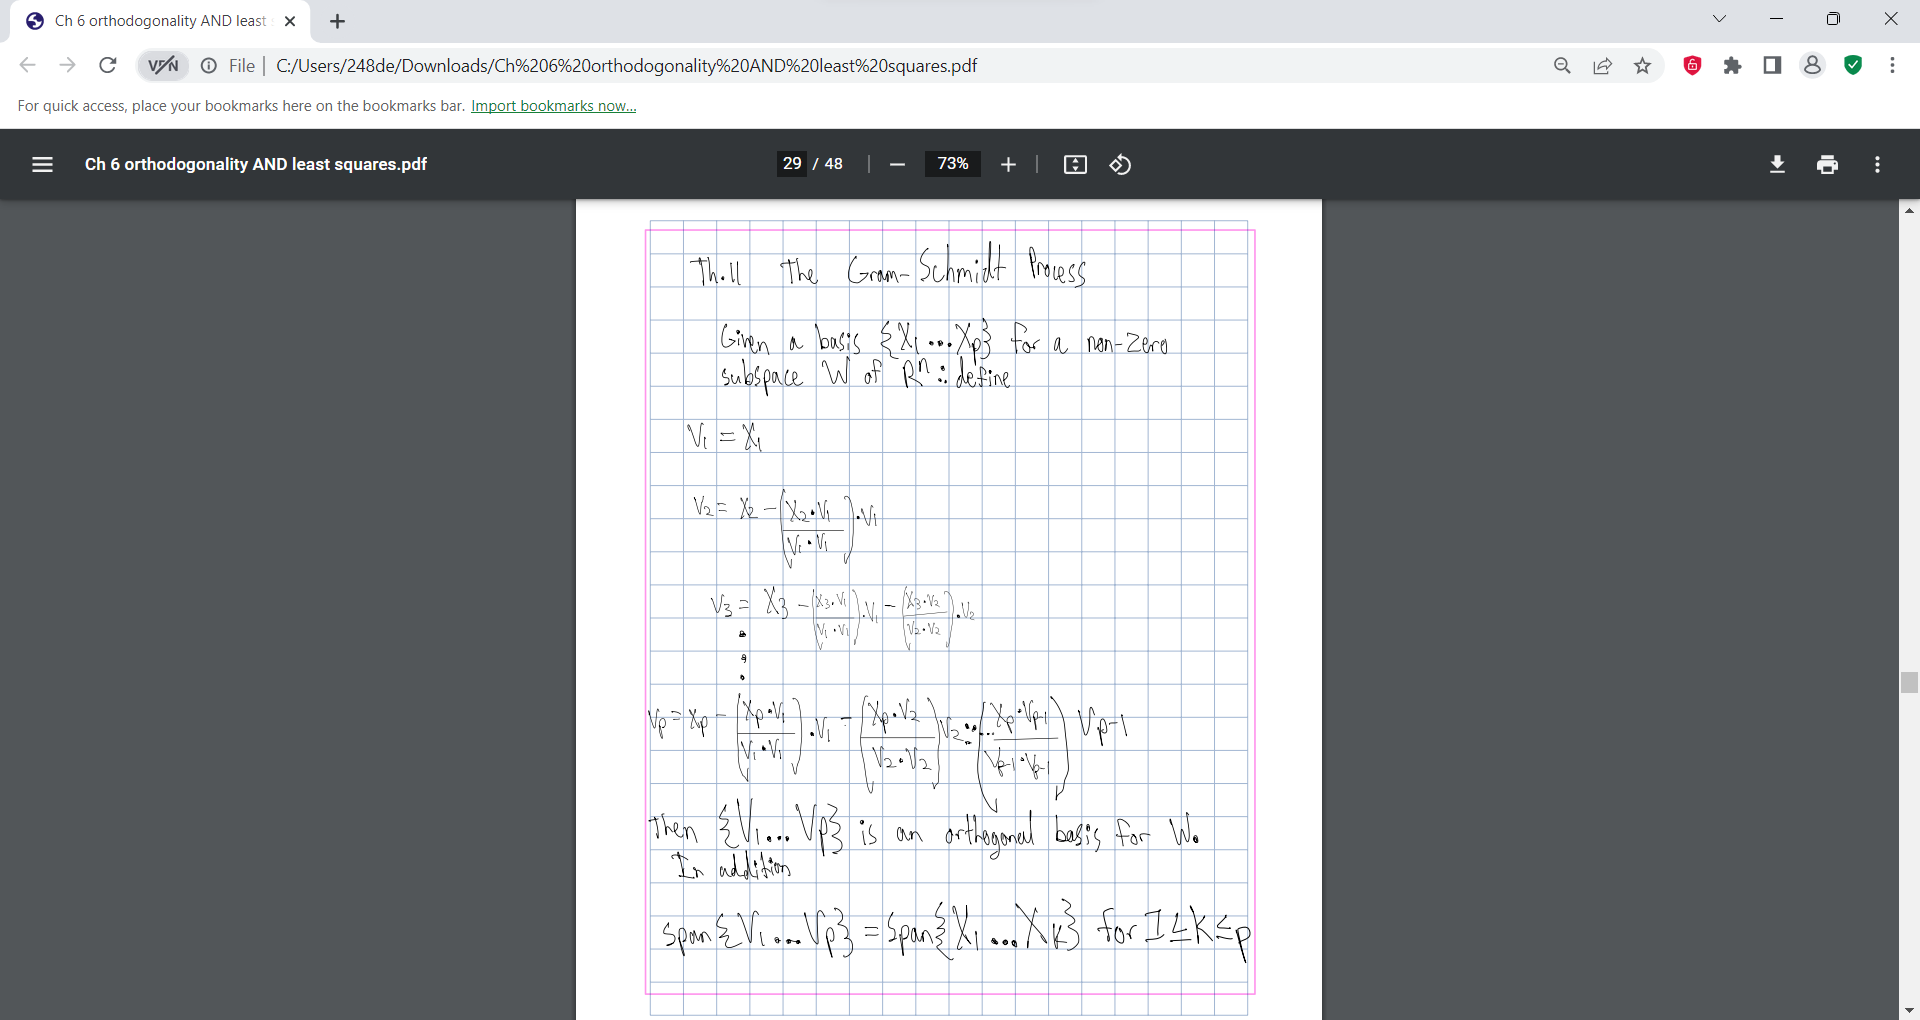 Ch 6 orthodogonality AND least
VPN File C:/Users/248de/Downloads/Ch%206%20orthodogonality%20AND%20least%20squares.pdf
For quick access, place your bookmarks here on the bookmarks bar. Import bookmarks now...
Ch 6 orthodogonality AND least squares.pdf 29 / 48 73%
Th.11 The Gram-Schmidt Process
Given a basis {X1 ... Xp} for a non-zero
subspace W of R^n : define
V1 = X1
V2 = X2 - (X2•V1 / V1•V1)•V1
V3 = X3 - (X3•V1 / V1•V1)•V1 - (X3•V2 / V2•V2)•V2
Vp = Xp - (Xp•V1 / V1•V1)•V1 - (Xp•V2 / V2•V2)V2 ... (Xp•Vp-1 / Vp-1•Vp-1) Vp-1
Then {V1 ... Vp} is an orthogonal basis for W.
In addition
span{V1 ... Vp} = Span{X1 ... Xk} for 1≤k≤p